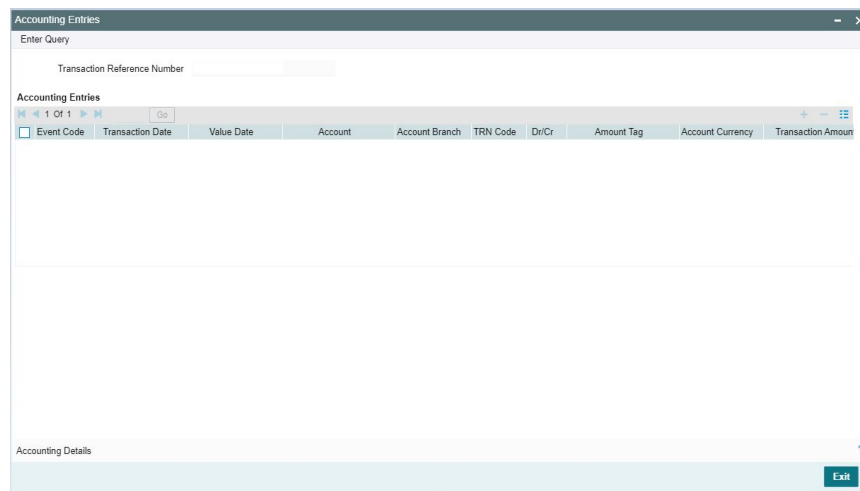 Accounting Entries
Enter Query
Transaction Reference Number
Accounting Entries
1 Of 1 Go
Event Code Transaction Date Value Date Account Account Branch TRN Code Dr/Cr Amount Tag Account Currency Transaction Amount
Accounting Details
Exit